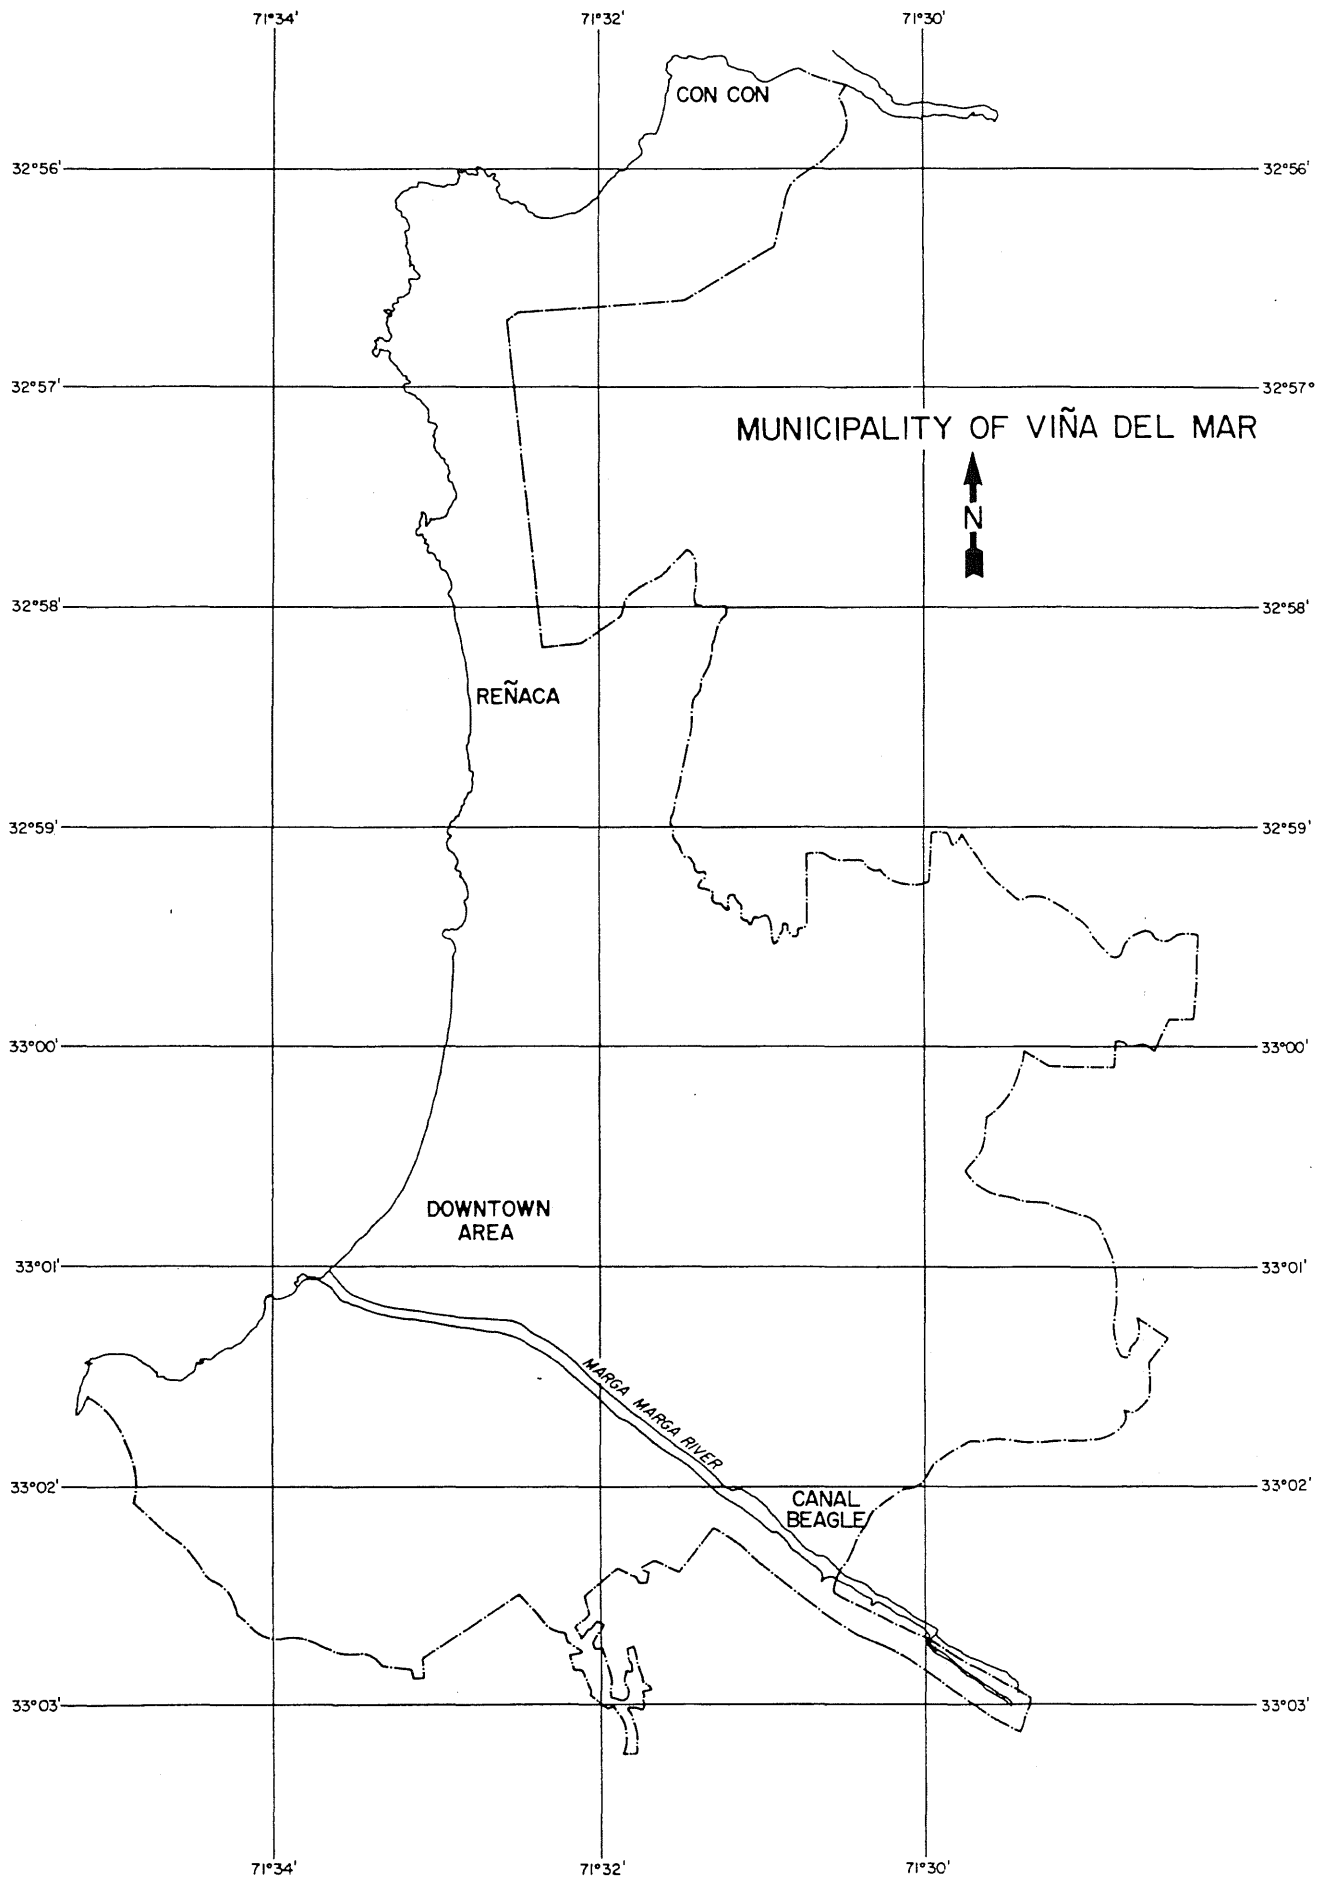 71°34' 71°32' 71°30'
CON CON
32°56' 32°56'
32°57' 32°57°
MUNICIPALITY OF VIÑA DEL MAR
N
32°58' 32°58'
REÑACA
32°59' 32°59'
33°00' 33°00'
DOWNTOWN
AREA
33°01' 33°01'
MARGA MARGA RIVER
33°02' 33°02'
CANAL
BEAGLE
33°03' 33°03'
71°34' 71°32' 71°30'